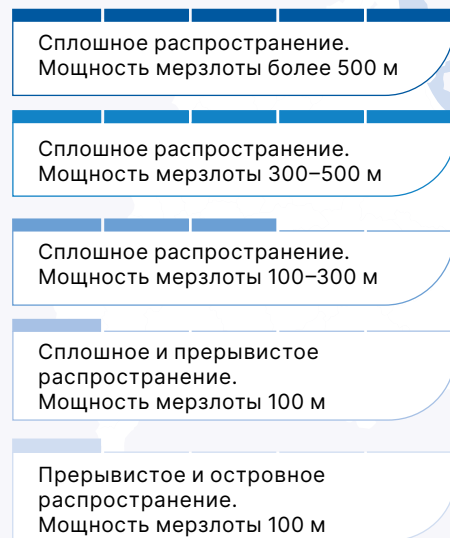 Сплошное распространение.
Мощность мерзлоты более 500 м
Сплошное распространение.
Мощность мерзлоты 300–500 м
Сплошное распространение.
Мощность мерзлоты 100–300 м
Сплошное и прерывистое
распространение.
Мощность мерзлоты 100 м
Прерывистое и островное
распространение.
Мощность мерзлоты 100 м